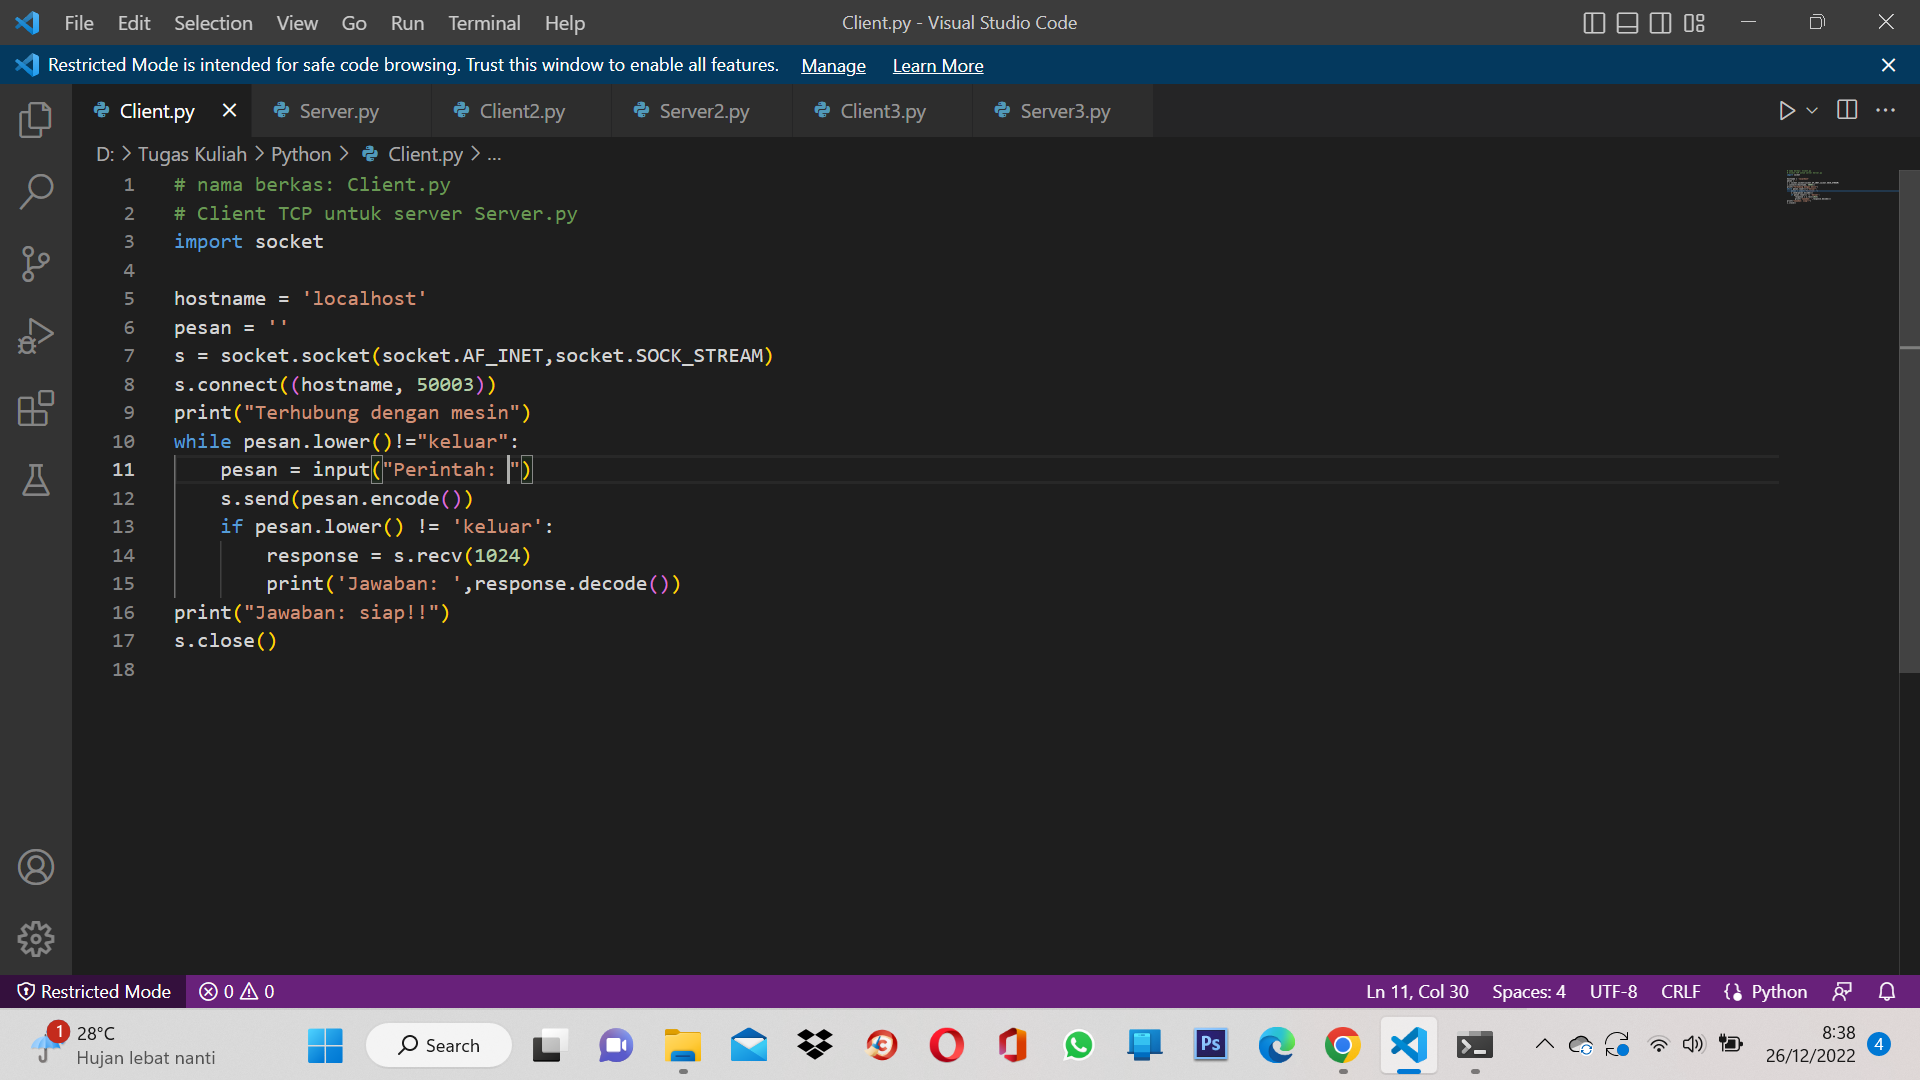 File Edit Selection View Go Run Terminal Help
Client.py - Visual Studio Code
Restricted Mode is intended for safe code browsing. Trust this window to enable all features. Manage Learn More
Client.py Server.py Client2.py Server2.py Client3.py Server3.py
D: > Tugas Kuliah > Python > Client.py > ...
1 # nama berkas: Client.py
2 # Client TCP untuk server Server.py
3 import socket
4
5 hostname = 'localhost'
6 pesan = ''
7 s = socket.socket(socket.AF_INET,socket.SOCK_STREAM)
8 s.connect((hostname, 50003))
9 print("Terhubung dengan mesin")
10 while pesan.lower()!="keluar":
11     pesan = input("Perintah: ")
12     s.send(pesan.encode())
13     if pesan.lower() != 'keluar':
14         response = s.recv(1024)
15         print('Jawaban: ',response.decode())
16 print("Jawaban: siap!!")
17 s.close()
18
Restricted Mode 0 0 Ln 11, Col 30 Spaces: 4 UTF-8 CRLF Python
1 28°C
Hujan lebat nanti
Search
Ps
8:38
26/12/2022
4